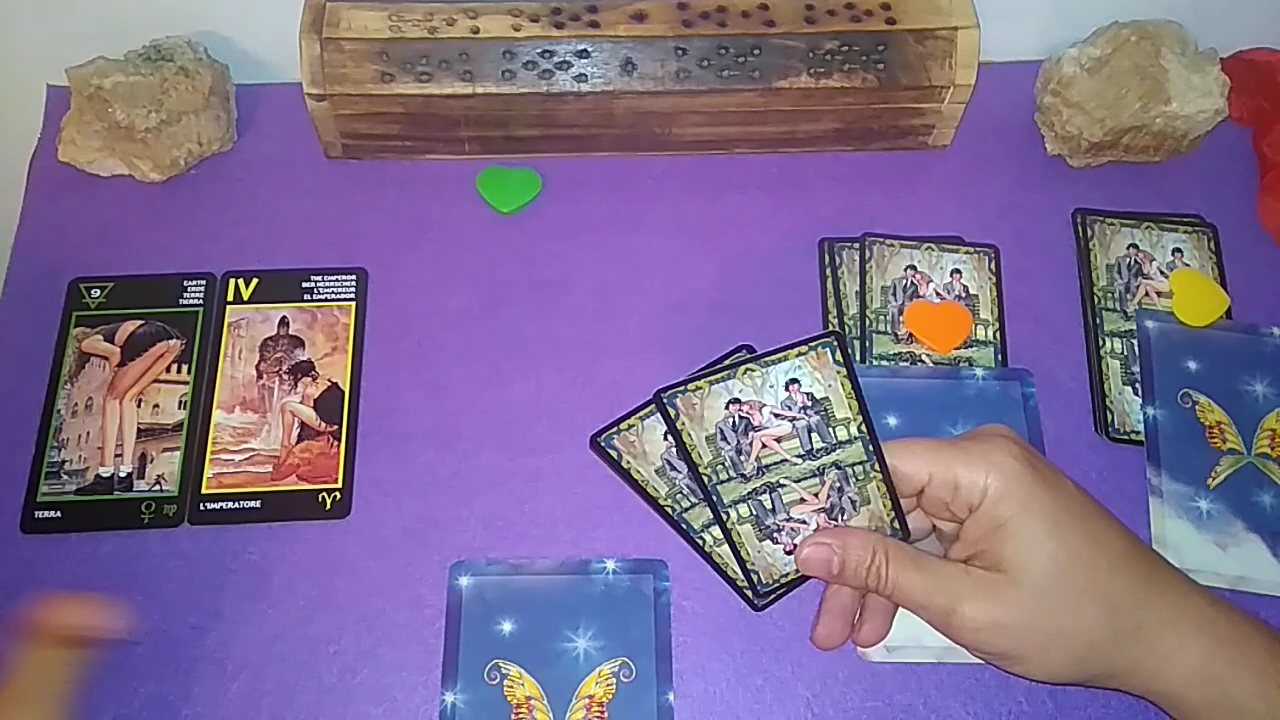 9
EARTH
ERDE
TERRE
TIERRA
TERRA
IV
THE EMPEROR
DER HERRSCHER
L'EMPEREUR
EL EMPERADOR
L'IMPERATORE